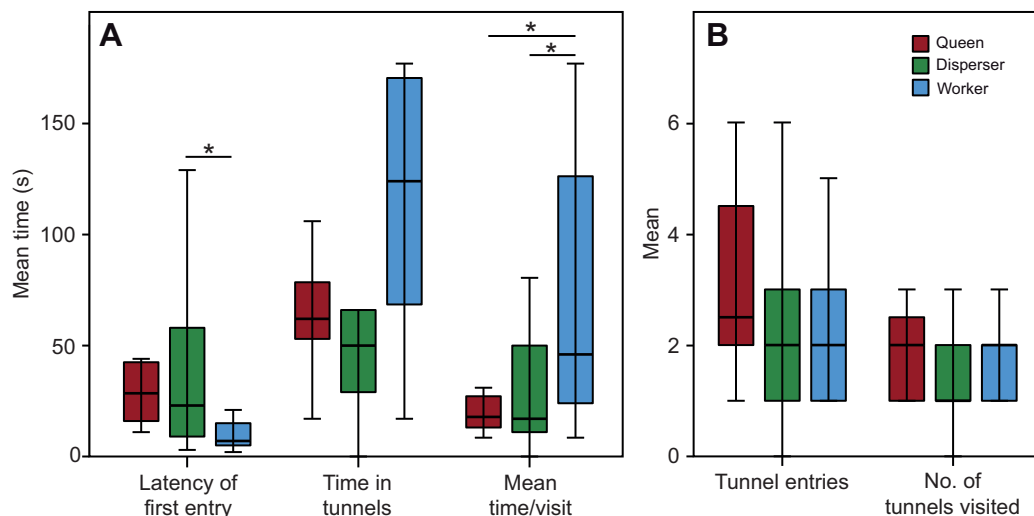 A
Mean time (s)
150
100
50
0
*
*
*
Latency of
first entry
Time in
tunnels
Mean
time/visit
B
Queen
Disperser
Worker
Mean
6
4
2
0
Tunnel entries
No. of
tunnels visited